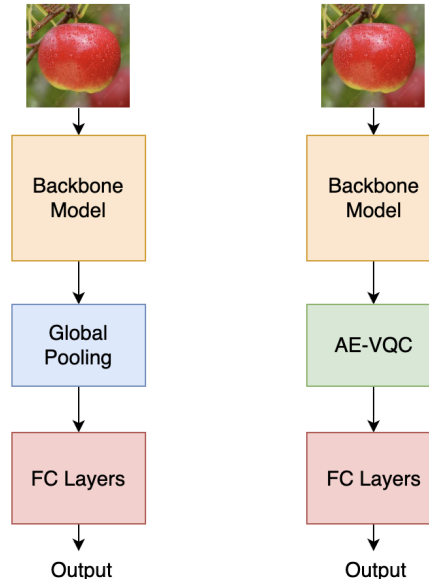 Backbone
Model
Global
Pooling
FC Layers
Output
Backbone
Model
AE-VQC
FC Layers
Output